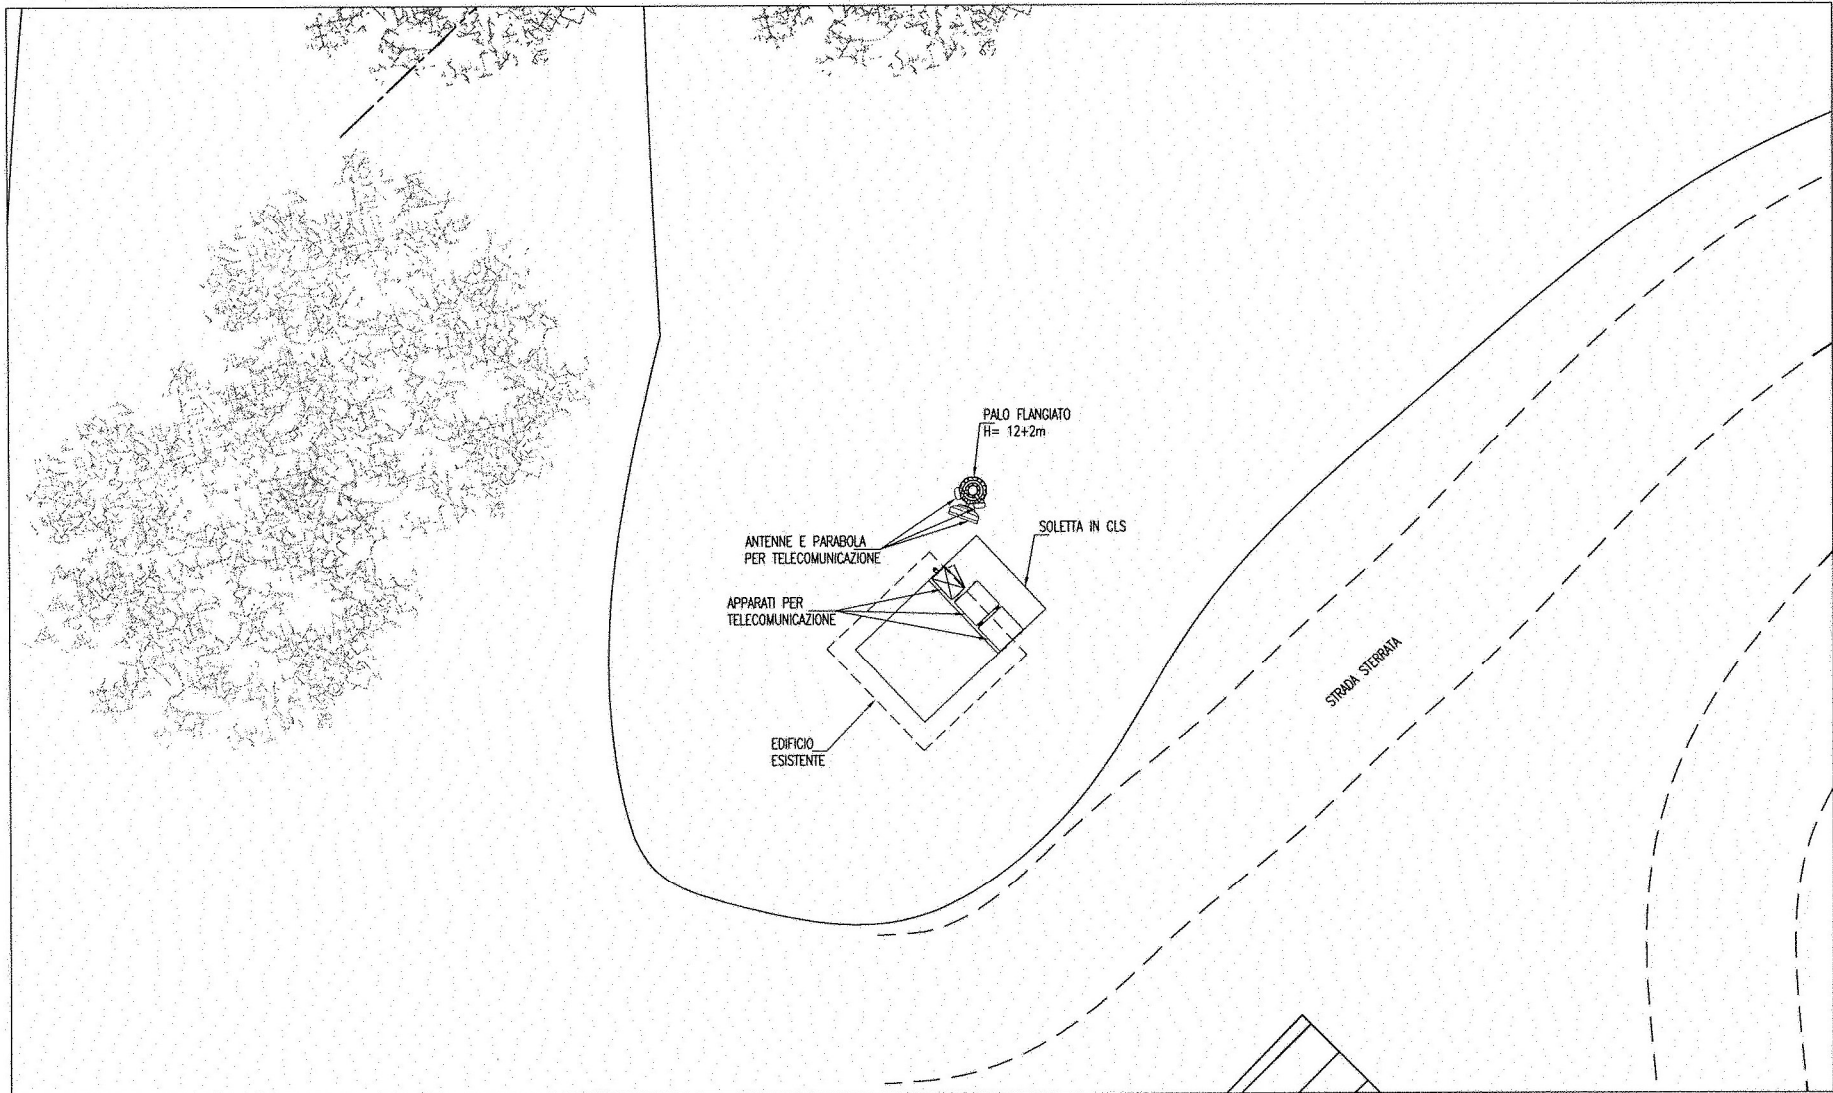 PALO FLANGIATO
H= 12+2m
SOLETTA IN CLS
ANTENNE E PARABOLA
PER TELECOMUNICAZIONE
APPARATI PER
TELECOMUNICAZIONE
STRADA STERRATA
EDIFICIO
ESISTENTE